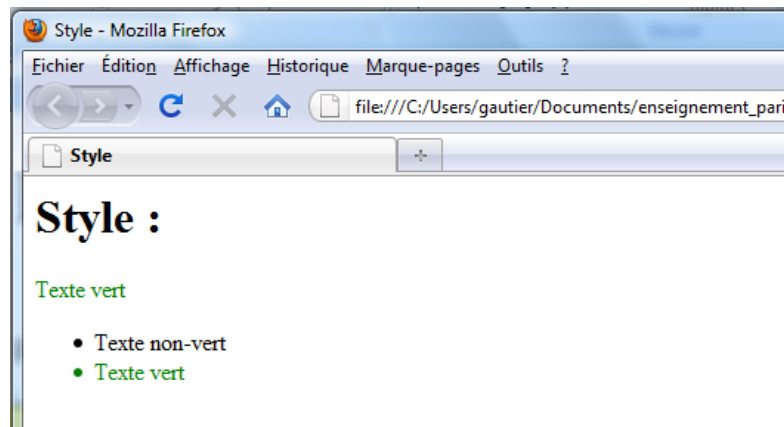 Style - Mozilla Firefox
Fichier Édition Affichage Historique Marque-pages Outils ?
file:///C:/Users/gautier/Documents/enseignement_pari
Style
Style :
Texte vert
Texte non-vert
Texte vert